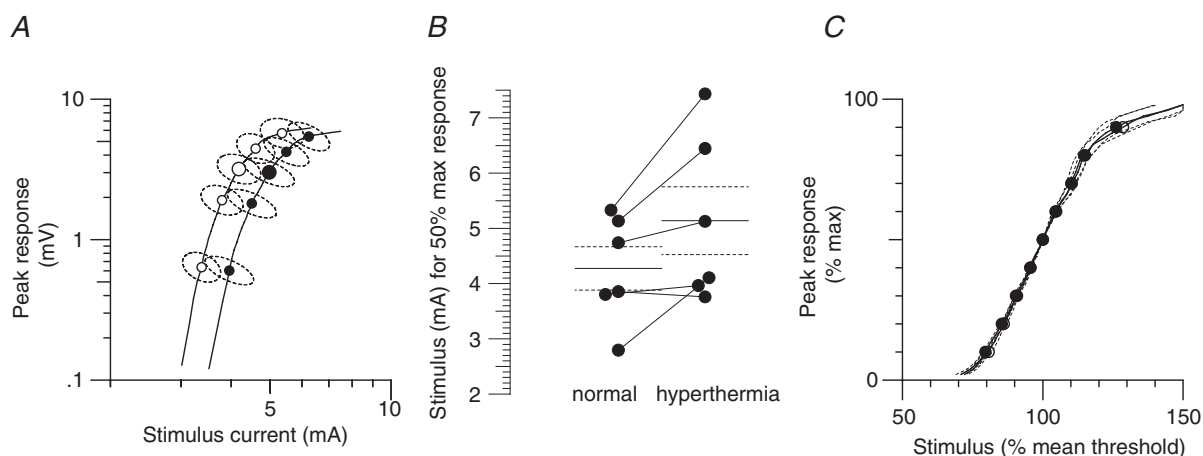 A
10
1
.1
5
10
Peak response
(mV)
Stimulus current (mA)
B
7
6
5
4
3
2
Stimulus (mA) for 50% max response
normal
hyperthermia
C
100
0
50
100
150
Peak response
(% max)
Stimulus (% mean threshold)